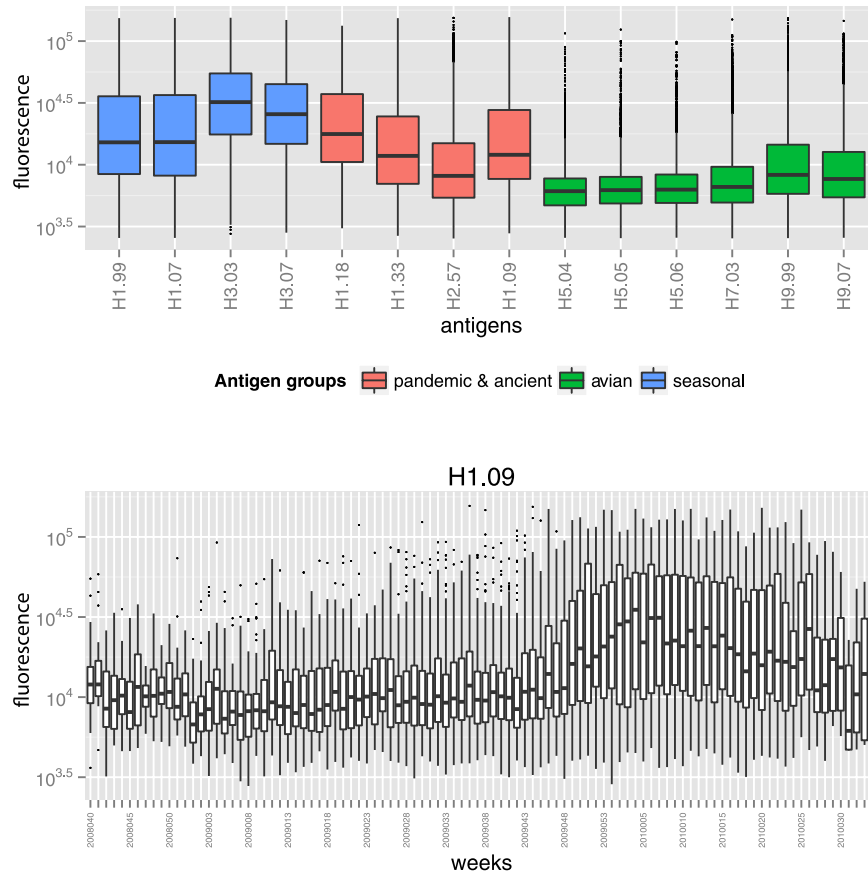 10^5
10^4.5
10^4
10^3.5
fluorescence
H1.99 H1.07 H3.03 H3.07 H1.18 H1.33 H2.57 H1.09 H5.04 H5.05 H5.06 H7.03 H9.99 H9.07
antigens
Antigen groups pandemic & ancient avian seasonal
H1.09
10^5
10^4.5
10^4
10^3.5
fluorescence
2008040 2008045 2008050 2009003 2009008 2009013 2009018 2009023 2009028 2009033 2009038 2009043 2009048 2009053 2010005 2010010 2010015 2010020 2010025 2010030
weeks